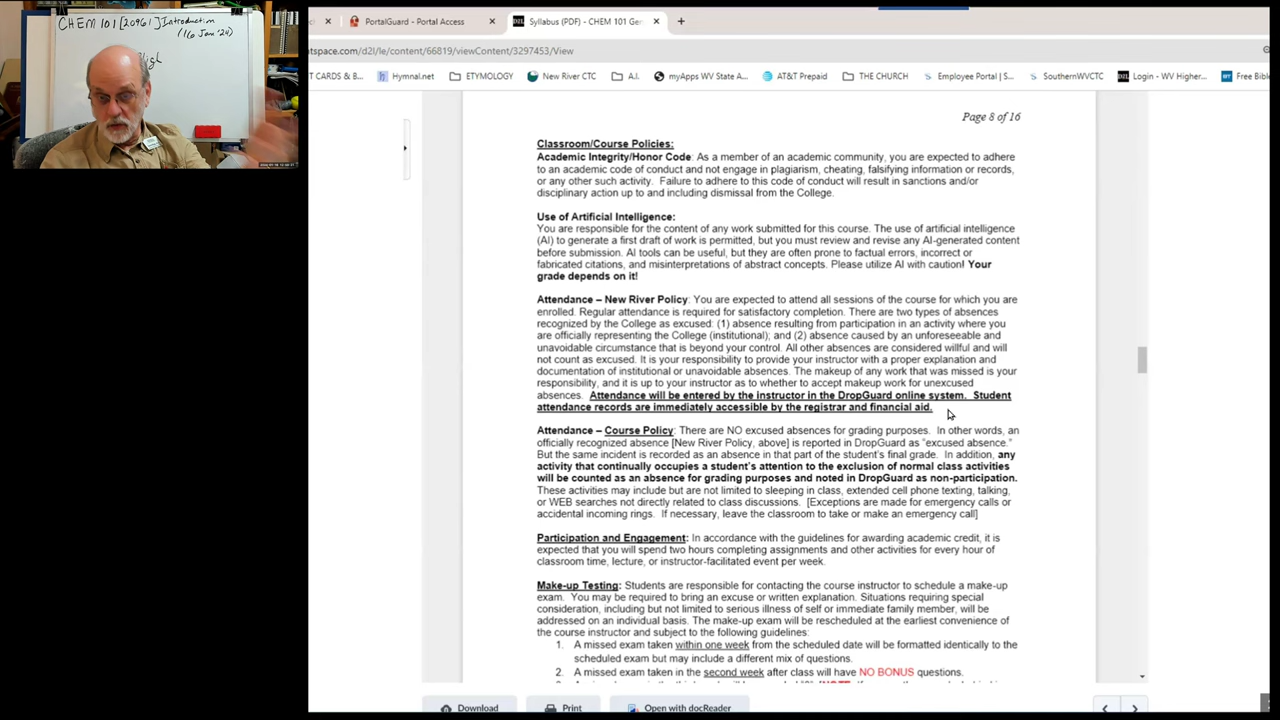 CHEM 101 [20961] Introduction
(16 Jan '24)
PortalGuard - Portal Access
Syllabus (PDF) - CHEM 101 Gen
ntspace.com/d2l/le/content/66819/viewContent/3297453/View
T CARDS & B...
Hymnal.net
ETYMOLOGY
New River CTC
A.I.
myApps WV State A...
AT&T Prepaid
THE CHURCH
Employee Portal | S...
SouthernWVCTC
Login - WV Higher...
Free Bible
Page 8 of 16
Classroom/Course Policies:
Academic Integrity/Honor Code: As a member of an academic community, you are expected to adhere
to an academic code of conduct and not engage in plagiarism, cheating, falsifying information or records,
or any other such activity. Failure to adhere to this code of conduct will result in sanctions and/or
disciplinary action up to and including dismissal from the College.
Use of Artificial Intelligence:
You are responsible for the content of any work submitted for this course. The use of artificial intelligence
(AI) to generate a first draft of work is permitted, but you must review and revise any AI-generated content
before submission. AI tools can be useful, but they are often prone to factual errors, incorrect or
fabricated citations, and misinterpretations of abstract concepts. Please utilize AI with caution! Your
grade depends on it!
Attendance – New River Policy: You are expected to attend all sessions of the course for which you are
enrolled. Regular attendance is required for satisfactory completion. There are two types of absences
recognized by the College as excused: (1) absence resulting from participation in an activity where you
are officially representing the College (institutional); and (2) absence caused by an unforeseeable and
unavoidable circumstance that is beyond your control. All other absences are considered willful and will
not count as excused. It is your responsibility to provide your instructor with a proper explanation and
documentation of institutional or unavoidable absences. The makeup of any work that was missed is your
responsibility, and it is up to your instructor as to whether to accept makeup work for unexcused
absences. Attendance will be entered by the instructor in the DropGuard online system. Student
attendance records are immediately accessible by the registrar and financial aid.
Attendance – Course Policy: There are NO excused absences for grading purposes. In other words, an
officially recognized absence [New River Policy, above] is reported in DropGuard as "excused absence."
But the same incident is recorded as an absence in that part of the student's final grade. In addition, any
activity that continually occupies a student's attention to the exclusion of normal class activities
will be counted as an absence for grading purposes and noted in DropGuard as non-participation.
These activities may include but are not limited to sleeping in class, extended cell phone texting, talking,
or WEB searches not directly related to class discussions. [Exceptions are made for emergency calls or
accidental incoming rings. If necessary, leave the classroom to take or make an emergency call]
Participation and Engagement: In accordance with the guidelines for awarding academic credit, it is
expected that you will spend two hours completing assignments and other activities for every hour of
classroom time, lecture, or instructor-facilitated event per week.
Make-up Testing: Students are responsible for contacting the course instructor to schedule a make-up
exam. You may be required to bring an excuse or written explanation. Situations requiring special
consideration, including but not limited to serious illness of self or immediate family member, will be
addressed on an individual basis. The make-up exam will be rescheduled at the earliest convenience of
the course instructor and subject to the following guidelines:
1. A missed exam taken within one week from the scheduled date will be formatted identically to the
scheduled exam but may include a different mix of questions.
2. A missed exam taken in the second week after class will have NO BONUS questions.
Download
Print
Open with docReader